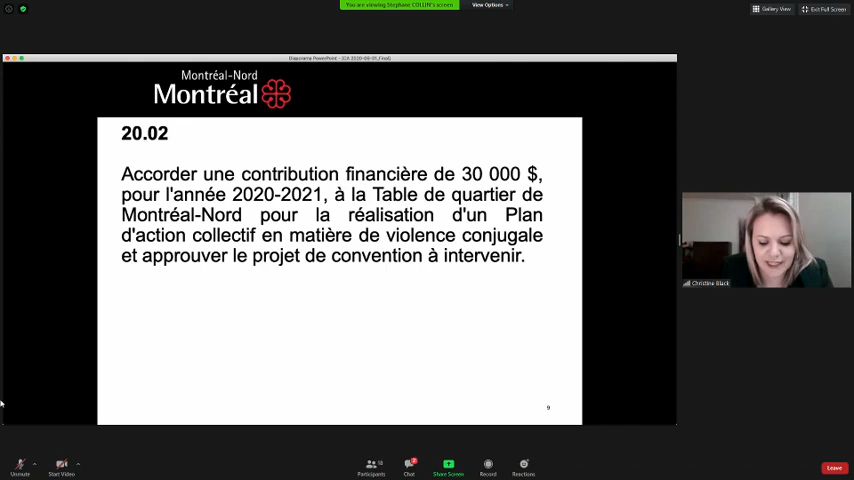 You are viewing Stephane COLLIN's screen
View Options
Gallery View
Exit Full Screen
Montréal-Nord
Montréal
20.02
Accorder une contribution financière de 30 000 $,
pour l'année 2020-2021, à la Table de quartier de
Montréal-Nord pour la réalisation d'un Plan
d'action collectif en matière de violence conjugale
et approuver le projet de convention à intervenir.
9
Christine Black
Unmute
Start Video
Participants
18
Chat
Share Screen
Record
Reactions
Leave